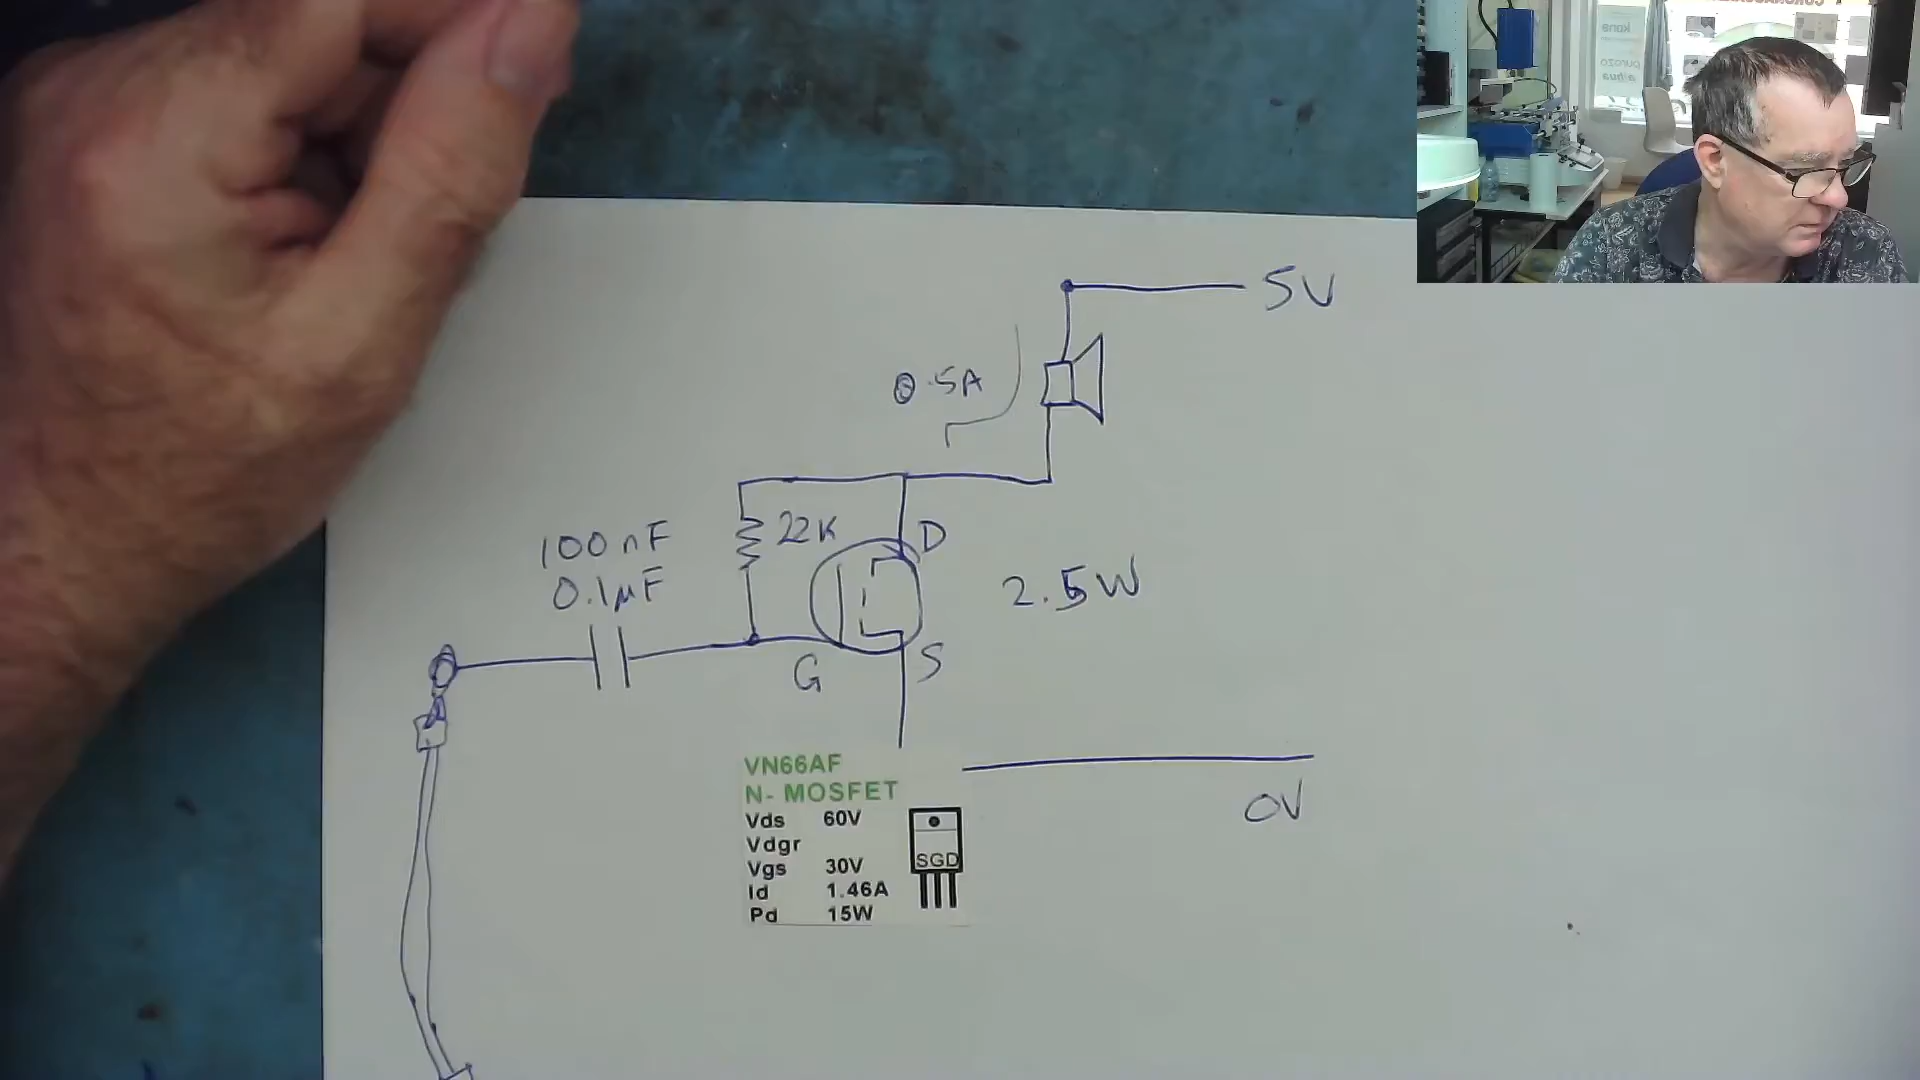 5V
0.5A
22K
D
100nF
0.1µF
2.5W
G
S
VN66AF
N- MOSFET
Vds 60V
Vdgr
Vgs 30V
Id 1.46A
Pd 15W
SGD
0V